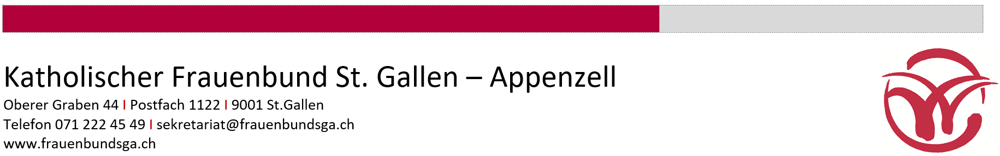 Katholischer Frauenbund St. Gallen – Appenzell
Oberer Graben 44 I Postfach 1122 I 9001 St.Gallen
Telefon 071 222 45 49 I sekretariat@frauenbundsga.ch
www.frauenbundsga.ch